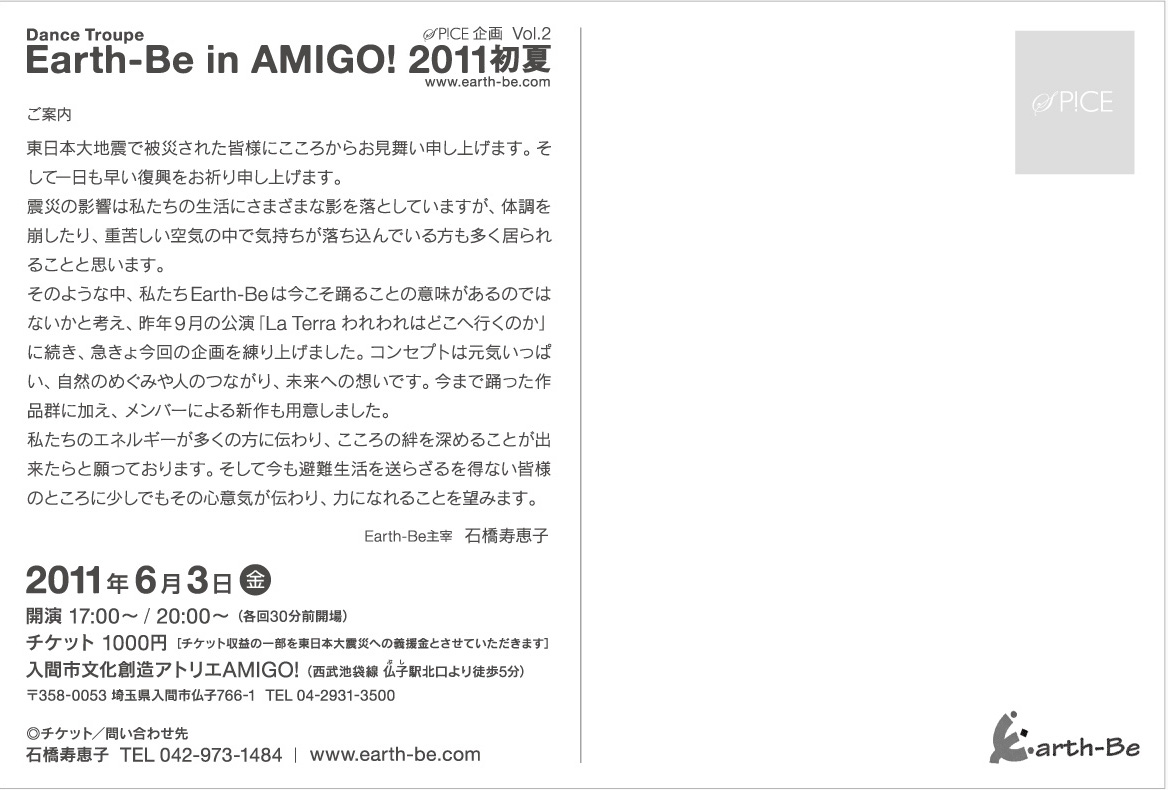 Dance Troupe
SP!CE 企画 Vol.2
Earth-Be in AMIGO! 2011初夏
www.earth-be.com
ご案内
東日本大地震で被災された皆様にこころからお見舞い申し上げます。そ
して一日も早い復興をお祈り申し上げます。
震災の影響は私たちの生活にさまざまな影を落としていますが、体調を
崩したり、重苦しい空気の中で気持ちが落ち込んでいる方も多く居られ
ることと思います。
そのような中、私たちEarth-Beは今こそ踊ることの意味があるのでは
ないかと考え、昨年9月の公演「La Terra われわれはどこへ行くのか」
に続き、急きょ今回の企画を練り上げました。コンセプトは元気いっぱ
い、自然のめぐみや人のつながり、未来への想いです。今まで踊った作
品群に加え、メンバーによる新作も用意しました。
私たちのエネルギーが多くの方に伝わり、こころの絆を深めることが出
来たらと願っております。そして今も避難生活を送らざるを得ない皆様
のところに少しでもその心意気が伝わり、力になれることを望みます。
Earth-Be主宰 石橋寿恵子
2011年6月3日㊎
開演 17:00〜 / 20:00〜（各回30分前開場）
チケット 1000円［チケット収益の一部を東日本大震災への義援金とさせていただきます］
ぶし
入間市文化創造アトリエAMIGO!（西武池袋線 仏子駅北口より徒歩5分）
〒358-0053 埼玉県入間市仏子766-1 TEL 04-2931-3500
◎チケット／問い合わせ先
石橋寿恵子 TEL 042-973-1484 | www.earth-be.com
SP!CE
Earth-Be